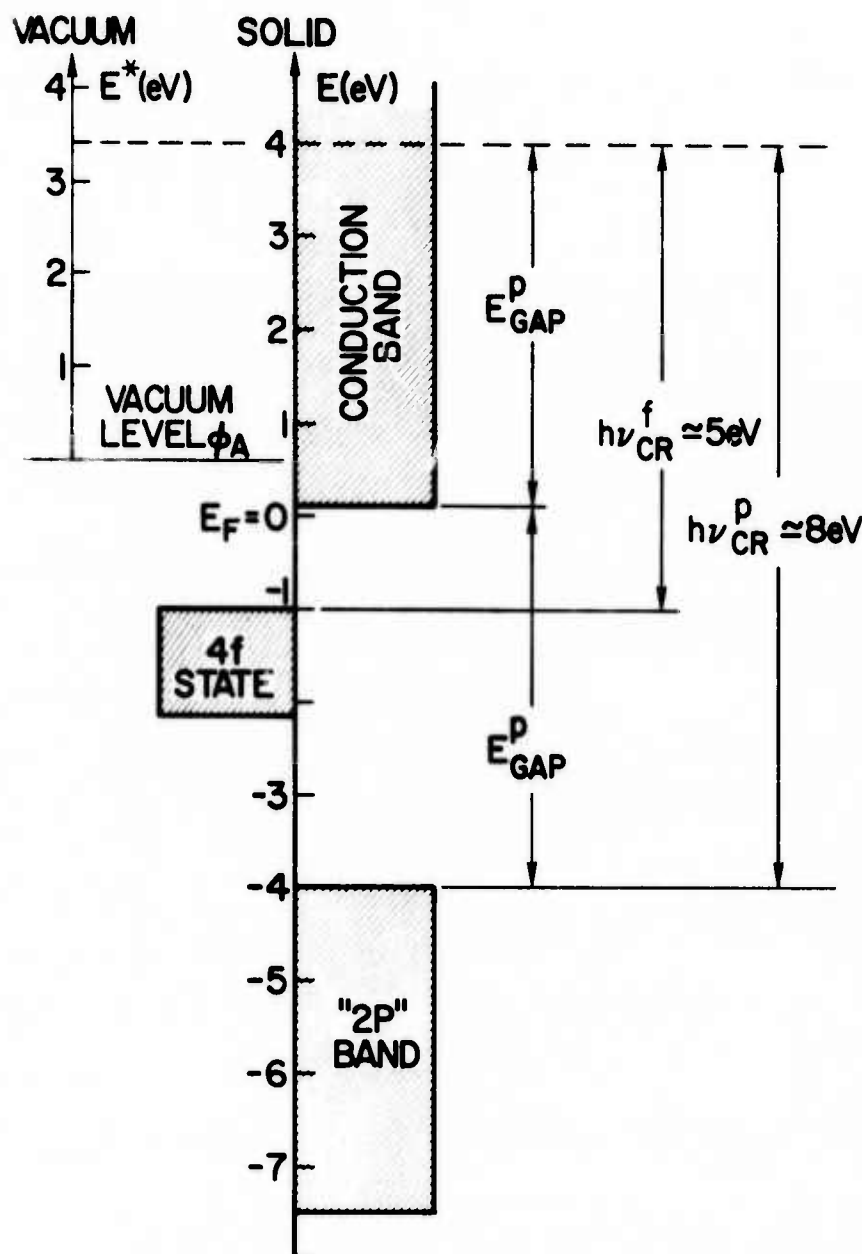 VACUUM
SOLID
4 E*(eV)
E(eV)
4
3
3
2
2
1
1
CONDUCTION
BAND
VACUUM
LEVEL ϕA
E_F = 0
-1
4f
STATE
-3
-4
-5
-6
-7
"2P"
BAND
E^P_GAP
hν^f_CR ≃ 5eV
hν^P_CR ≃ 8eV
E^P_GAP